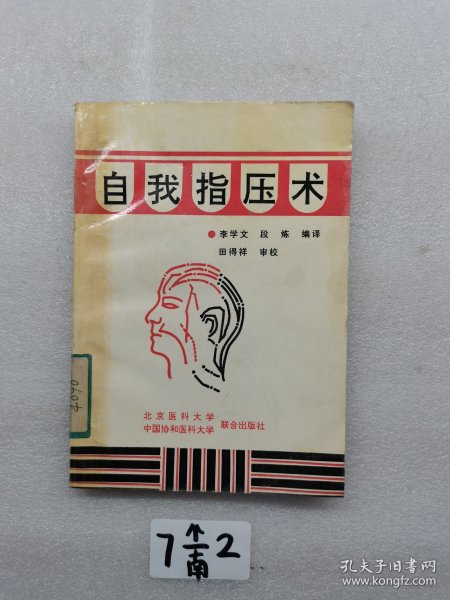 自我指压术
李学文 段炼 编译
田得祥 审校
北京医科大学
中国协和医科大学
联合出版社
4090
7 南 2
孔夫子旧书网
www.kongfz.com